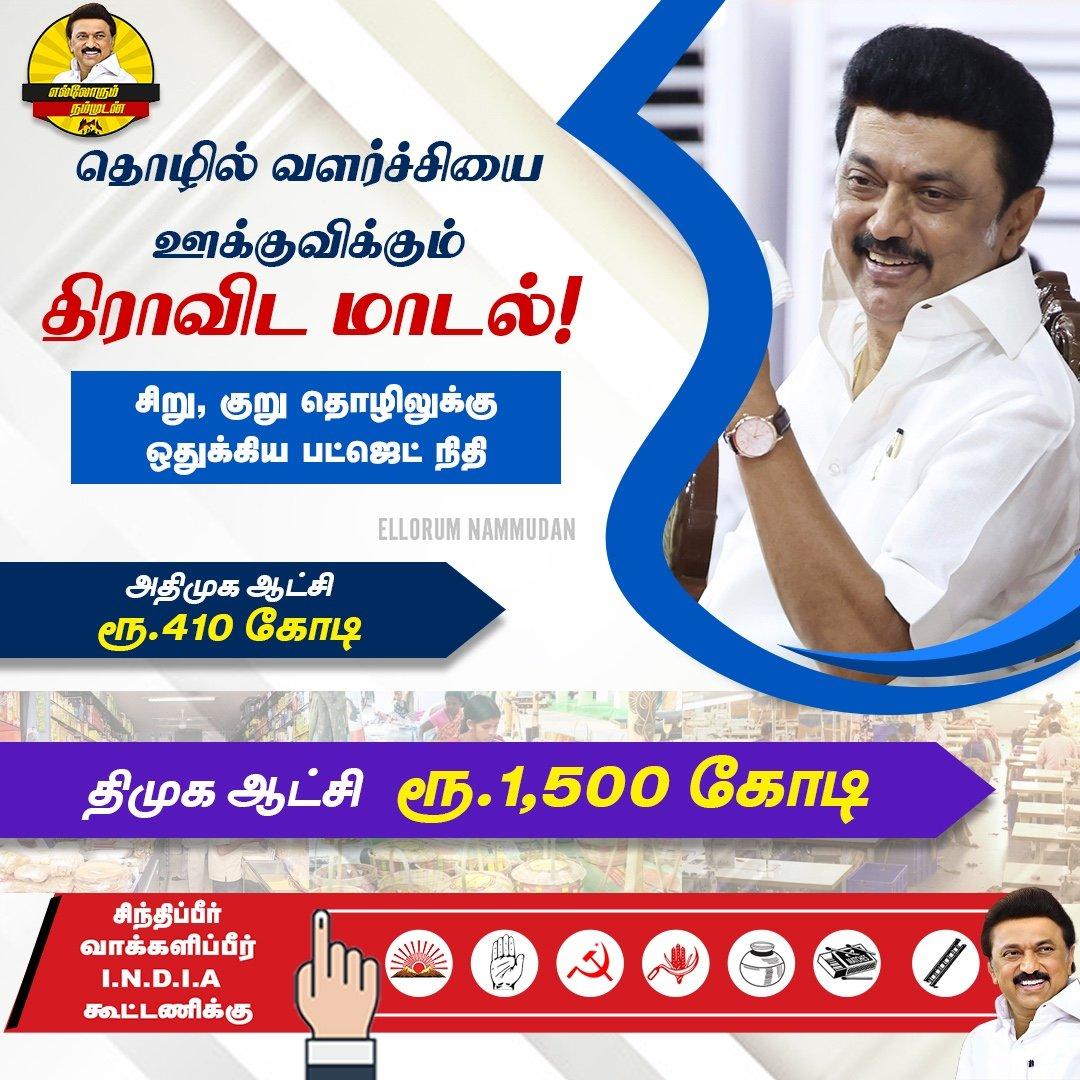 எல்லோரும்
நம்முடன்
தொழில் வளர்ச்சியை
ஊக்குவிக்கும்
திராவிட மாடல்!
சிறு, குறு தொழிலுக்கு
ஒதுக்கிய பட்ஜெட் நிதி
ELLORUM NAMMUDAN
அதிமுக ஆட்சி
ரூ.410 கோடி
திமுக ஆட்சி ரூ.1,500 கோடி
சிந்திப்பீர்
வாக்களிப்பீர்
I.N.D.I.A
கூட்டணிக்கு